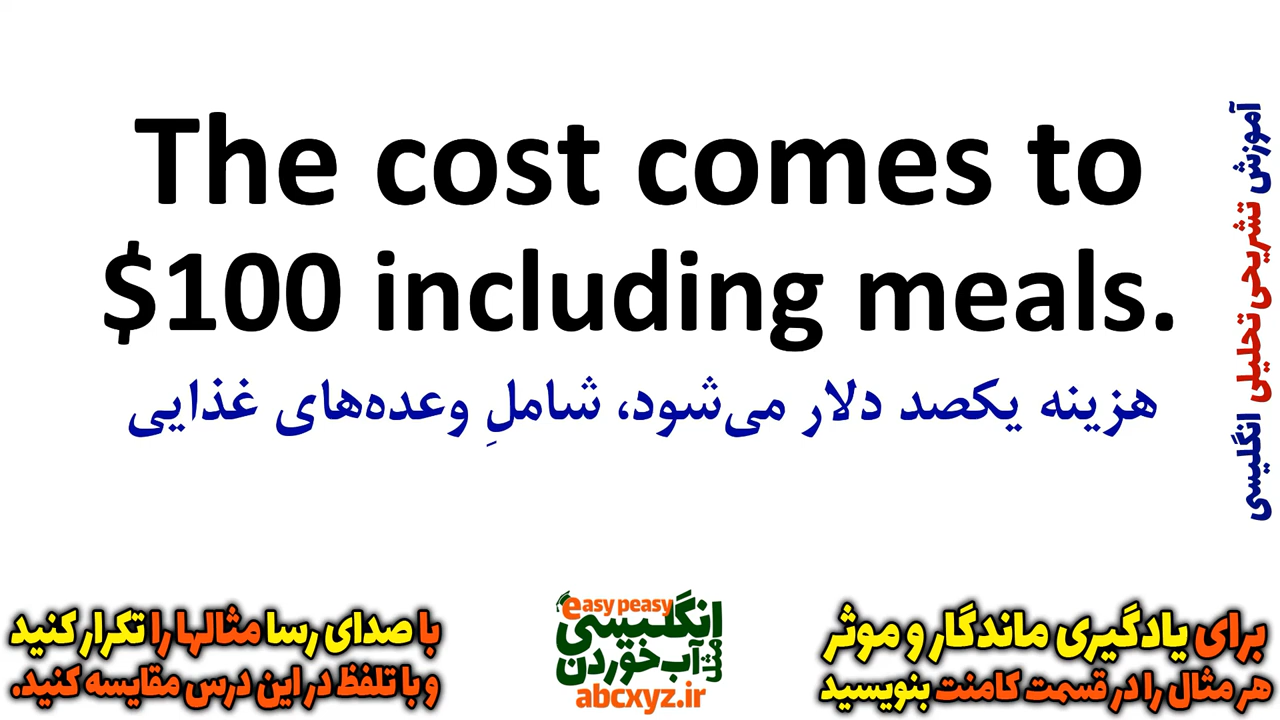 The cost comes to
$100 including meals.
هزینه یکصد دلار می‌شود، شاملِ وعده‌های غذایی
آموزش تشریحی تحلیلی انگلیسی
برای یادگیری ماندگار و موثر
هر مثال را در قسمت کامنت بنویسید
easy peasy
انگلیسی
مثل
آب خوردن
abcxyz.ir
با صدای رسا مثالها را تکرار کنید
و با تلفظ در این درس مقایسه کنید.